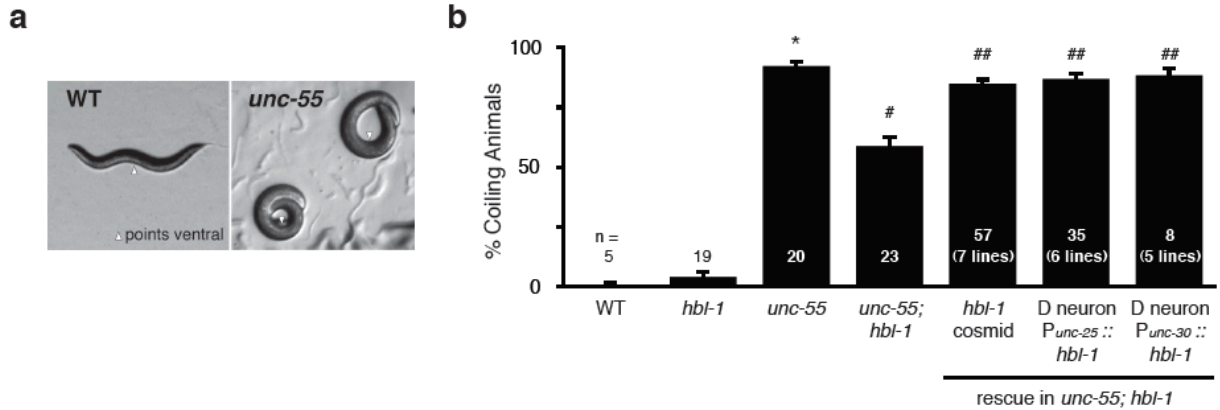 a
WT
unc-55
△ points ventral
b
% Coiling Animals
100
50
0
*
#
##
##
##
n =
5
19
20
23
57
(7 lines)
35
(6 lines)
8
(5 lines)
WT
hbl-1
unc-55
unc-55;
hbl-1
hbl-1
cosmid
D neuron
Punc-25 ::
hbl-1
D neuron
Punc-30 ::
hbl-1
rescue in unc-55; hbl-1